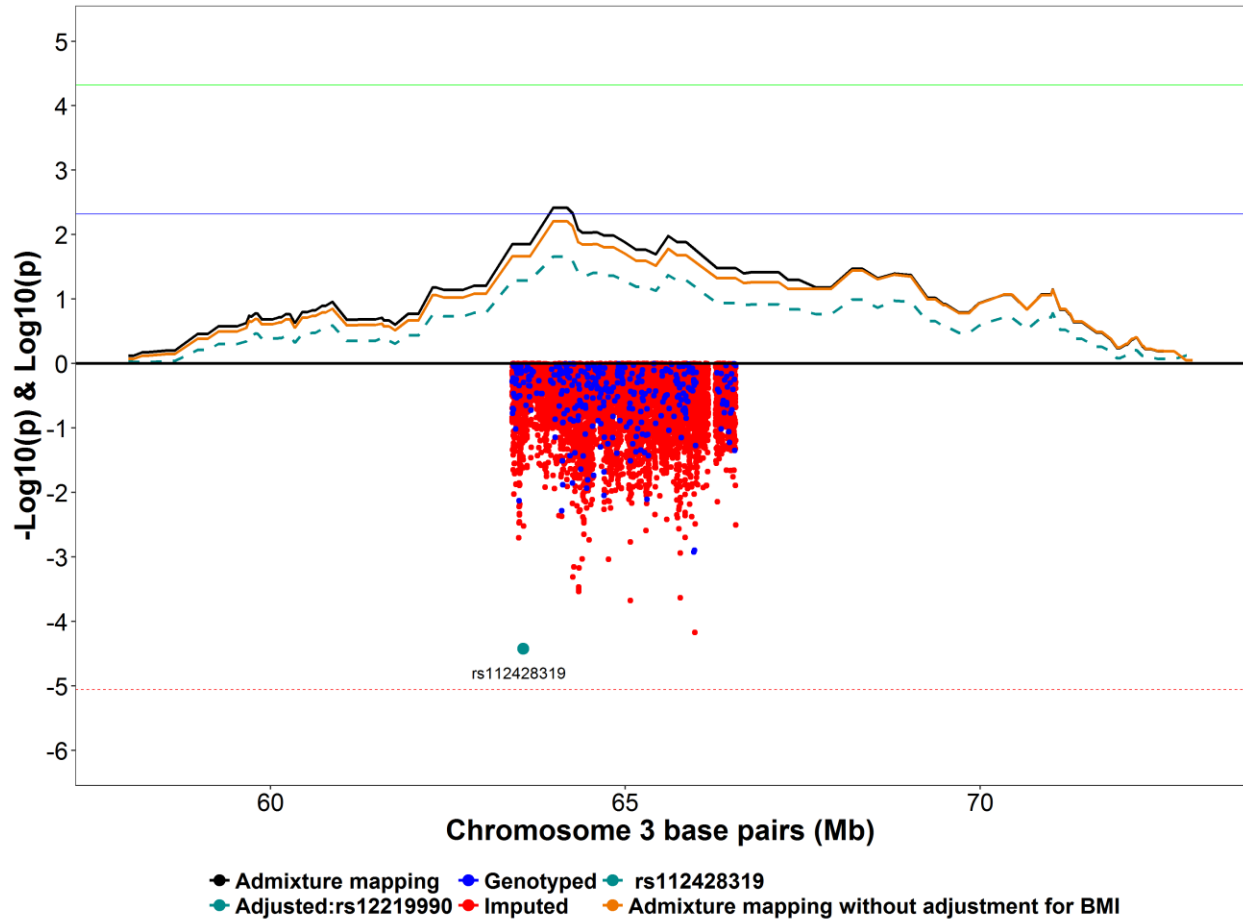 5
4
3
2
1
0
-1
-2
-3
-4
-5
-6
-Log10(p) & Log10(p)
rs112428319
60 65 70
Chromosome 3 base pairs (Mb)
Admixture mapping Genotyped rs112428319
Adjusted:rs12219990 Imputed Admixture mapping without adjustment for BMI